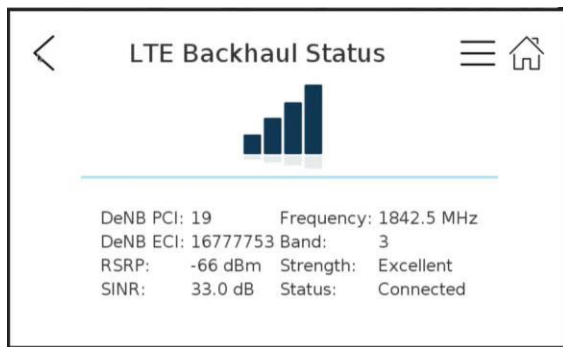 LTE Backhaul Status
DeNB PCI: 19 Frequency: 1842.5 MHz
DeNB ECI: 16777753 Band: 3
RSRP: -66 dBm Strength: Excellent
SINR: 33.0 dB Status: Connected